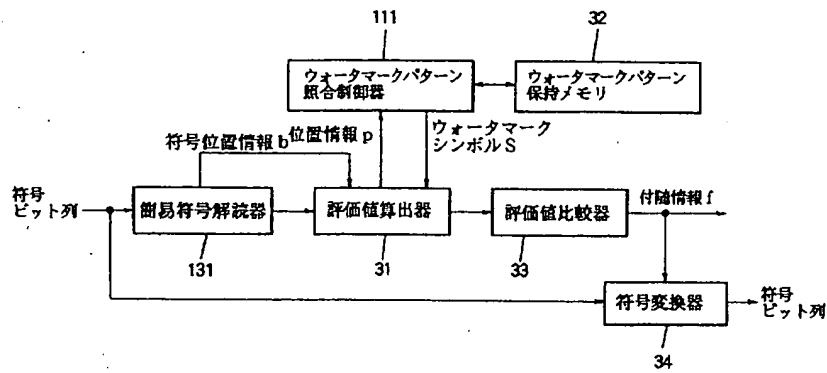 111
32
ウォータマークパターン
照合制御器
ウォータマークパターン
保持メモリ
符号位置情報b
位置情報p
ウォータマーク
シンボルS
符号
ビット列
簡易符号解読器
評価値算出器
評価値比較器
付随情報f
131
31
33
符号変換器
符号
ビット列
34